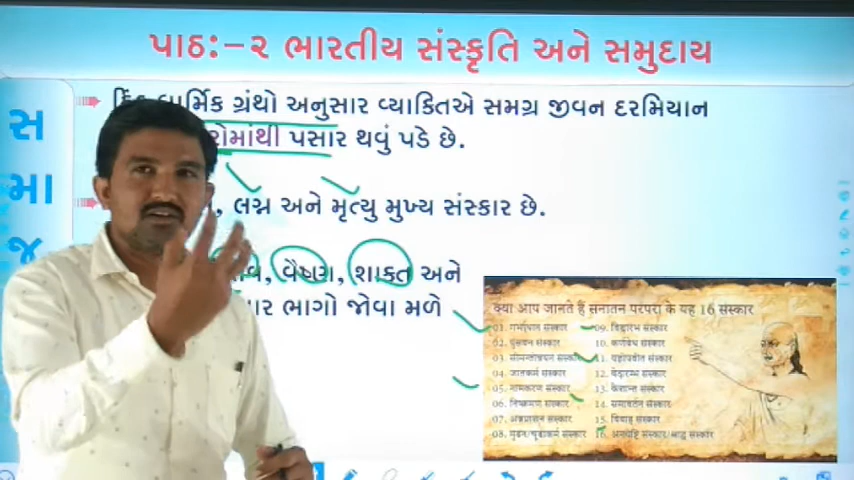 પાઠઃ-૨ ભારતીય સંસ્કૃતિ અને સમુદાય
ધાર્મિક ગ્રંથો અનુસાર વ્યાકિતએ સમગ્ર જીવન દરમિયાન
પસાર થવું પડે છે.
લગ્ન અને મૃત્યુ મુખ્ય સંસ્કાર છે.
વૈષ્ણવ, શાકત અને
ભાગો જોવા મળે
સ
મા
જ
क्या आप जानते हैं सनातन परंपरा के यह 16 संस्कार
01. गर्भाधान संस्कार
02. पुंसवन संस्कार
03. सीमन्तोन्नयन संस्कार
04. जातकर्म संस्कार
05. नामकरण संस्कार
06. निष्क्रमण संस्कार
07. अन्नप्राशन संस्कार
08. मुंडन/चूडाकर्म संस्कार
09. विद्यारंभ संस्कार
10. कर्णवेध संस्कार
11. यज्ञोपवीत संस्कार
12. वेदारम्भ संस्कार
13. केशान्त संस्कार
14. समावर्तन संस्कार
15. विवाह संस्कार
16. अन्त्येष्टि संस्कार/श्राद्ध संस्कार